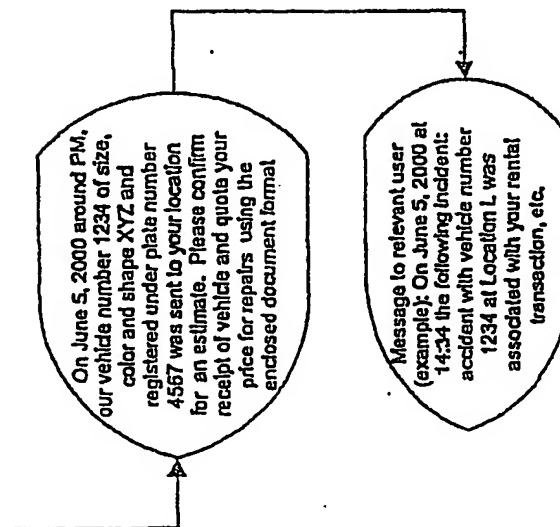 On June 5, 2000 around PM,
our vehicle number 1234 of size,
color and shape XYZ and
registered under plate number
4567 was sent to your location
for an estimate. Please confirm
receipt of vehicle and quote your
price for repairs using the
enclosed document format
Message to relevant user
(example): On June 5, 2000 at
14:34 the following incident:
accident with vehicle number
1234 at Location L was
associated with your rental
transaction, etc.